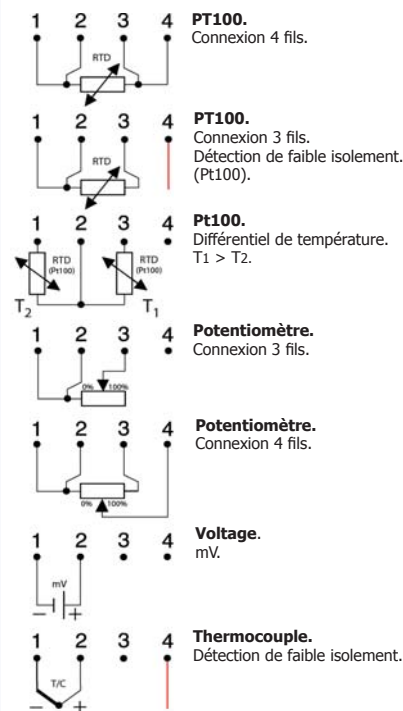 1 2 3 4 PT100.
Connexion 4 fils.
RTD
1 2 3 4 PT100.
Connexion 3 fils.
Détection de faible isolement.
(Pt100).
RTD
1 2 3 4 Pt100.
Différentiel de température.
T1 > T2.
RTD (Pt100) RTD (Pt100)
T2 T1
1 2 3 4 Potentiomètre.
Connexion 3 fils.
0% 100%
1 2 3 4 Potentiomètre.
Connexion 4 fils.
0% 100%
1 2 3 4 Voltage.
mV.
mV
− +
1 2 3 4 Thermocouple.
Détection de faible isolement.
T/C
− +